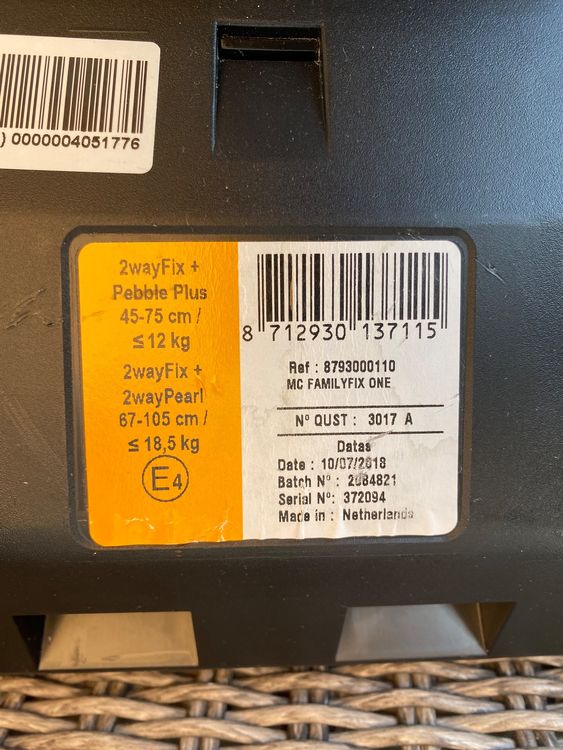 ) 0000004051776
2wayFix +
Pebble Plus
45-75 cm /
≤ 12 kg
2wayFix +
2wayPearl
67-105 cm /
≤ 18,5 kg
E4
8 712930 137115
Ref : 8793000110
MC FAMILYFIX ONE
N° QUST : 3017 A
Datas
Date : 10/07/2018
Batch N° : 2084821
Serial N°: 372094
Made in : Netherlands